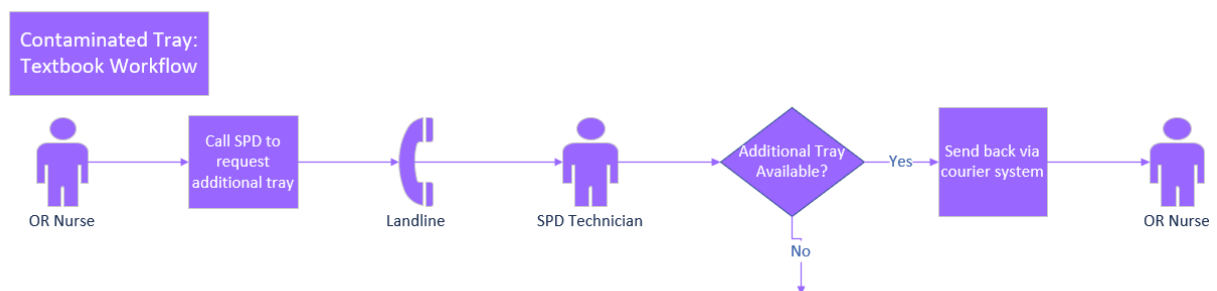 Contaminated Tray:
Textbook Workflow
Call SPD to
request
additional tray
Additional Tray
Available?
Yes
Send back via
courier system
OR Nurse
Landline
SPD Technician
OR Nurse
No